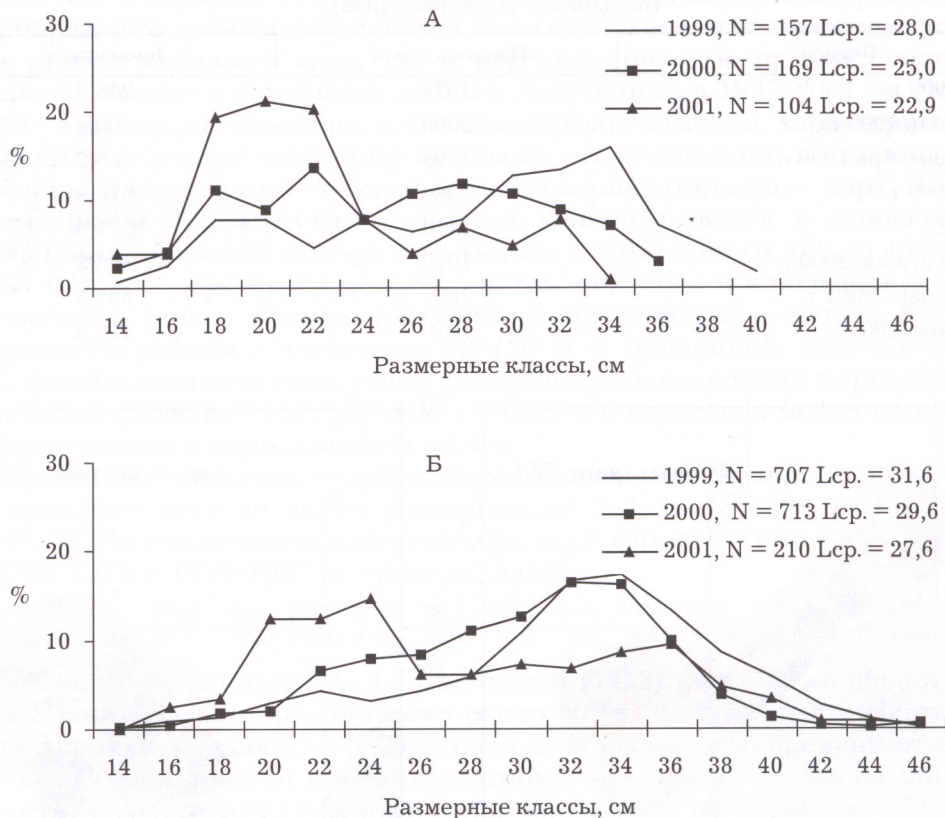 А
1999, N = 157 Lср. = 28,0
2000, N = 169 Lср. = 25,0
2001, N = 104 Lср. = 22,9
30
20
%
10
0
14 16 18 20 22 24 26 28 30 32 34 36 38 40 42 44 46
Размерные классы, см
Б
1999, N = 707 Lср. = 31,6
2000, N = 713 Lср. = 29,6
2001, N = 210 Lср. = 27,6
30
20
%
10
0
14 16 18 20 22 24 26 28 30 32 34 36 38 40 42 44 46
Размерные классы, см